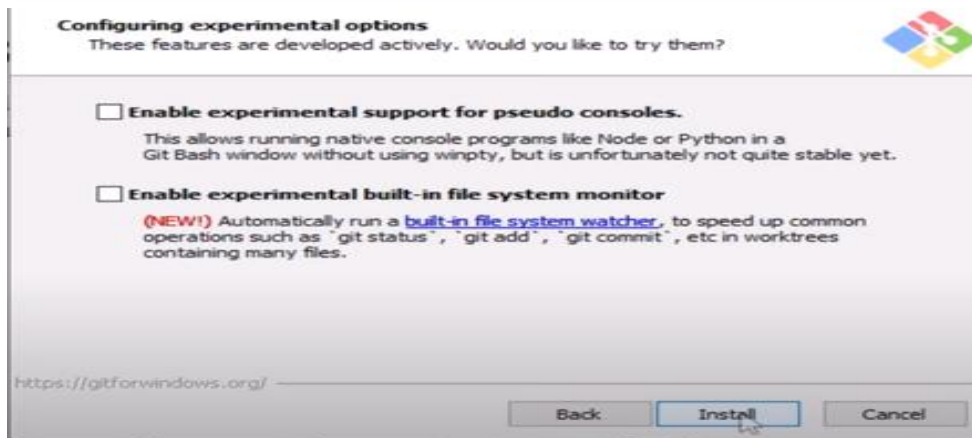 Configuring experimental options
These features are developed actively. Would you like to try them?
Enable experimental support for pseudo consoles.
This allows running native console programs like Node or Python in a
Git Bash window without using winpty, but is unfortunately not quite stable yet.
Enable experimental built-in file system monitor
(NEW!) Automatically run a built-in file system watcher, to speed up common
operations such as `git status`, `git add`, `git commit`, etc in worktrees
containing many files.
https://gitforwindows.org/
Back Install Cancel